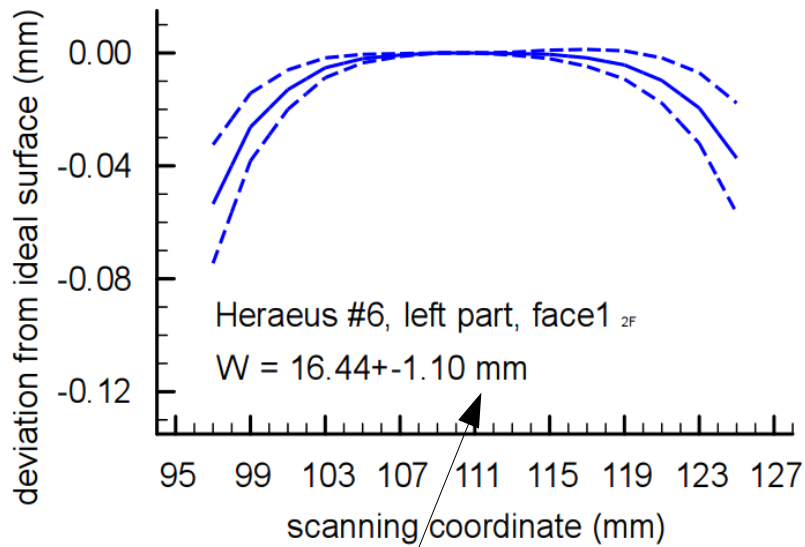 deviation from ideal surface (mm)
0.00
-0.04
-0.08
-0.12
Heraeus #6, left part, face1 2F
W = 16.44+-1.10 mm
95 99 103 107 111 115 119 123 127
scanning coordinate (mm)